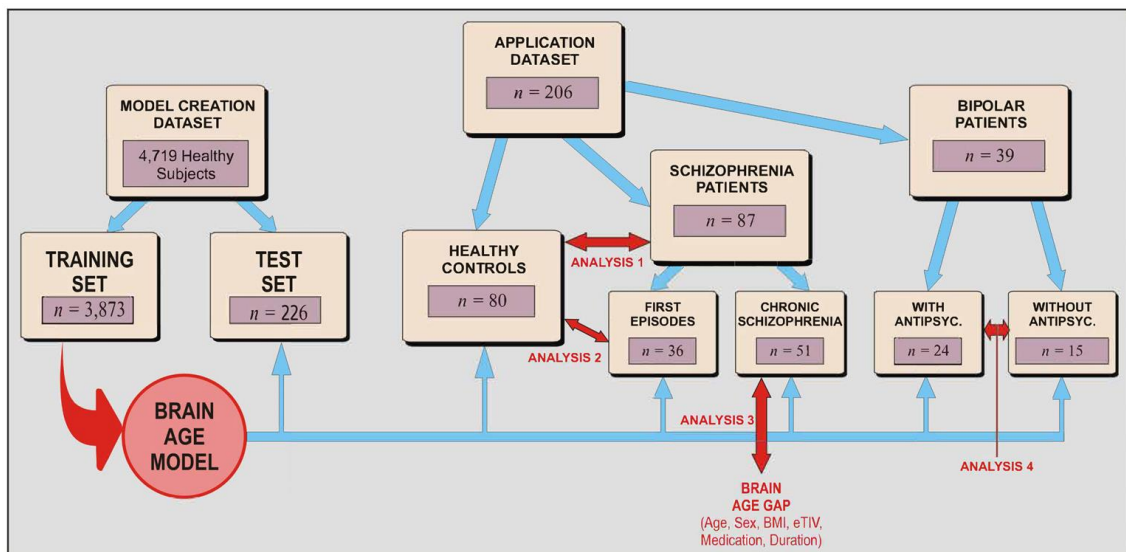 MODEL CREATION
DATASET
4,719 Healthy
Subjects
TRAINING
SET
n = 3,873
TEST
SET
n = 226
BRAIN
AGE
MODEL
APPLICATION
DATASET
n = 206
HEALTHY
CONTROLS
n = 80
ANALYSIS 1
SCHIZOPHRENIA
PATIENTS
n = 87
ANALYSIS 2
FIRST
EPISODES
n = 36
CHRONIC
SCHIZOPHRENIA
n = 51
ANALYSIS 3
BRAIN
AGE GAP
(Age, Sex, BMI, eTIV,
Medication, Duration)
BIPOLAR
PATIENTS
n = 39
WITH
ANTIPSYC.
n = 24
WITHOUT
ANTIPSYC.
n = 15
ANALYSIS 4